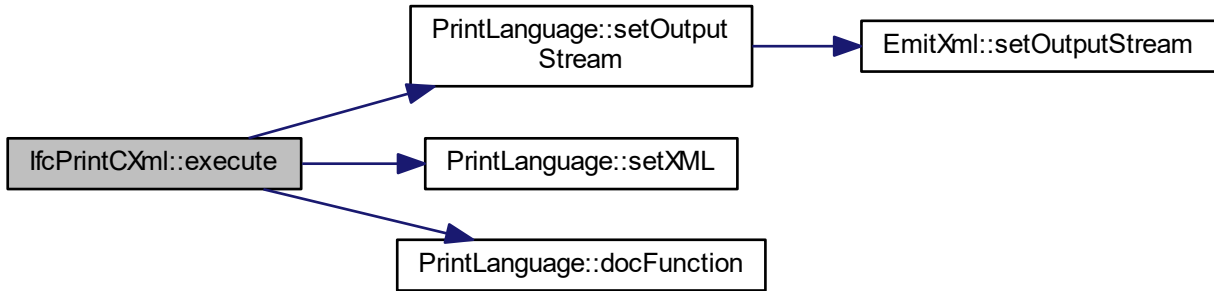 PrintLanguage::setOutput
Stream
EmitXml::setOutputStream
IfcPrintCXml::execute
PrintLanguage::setXML
PrintLanguage::docFunction